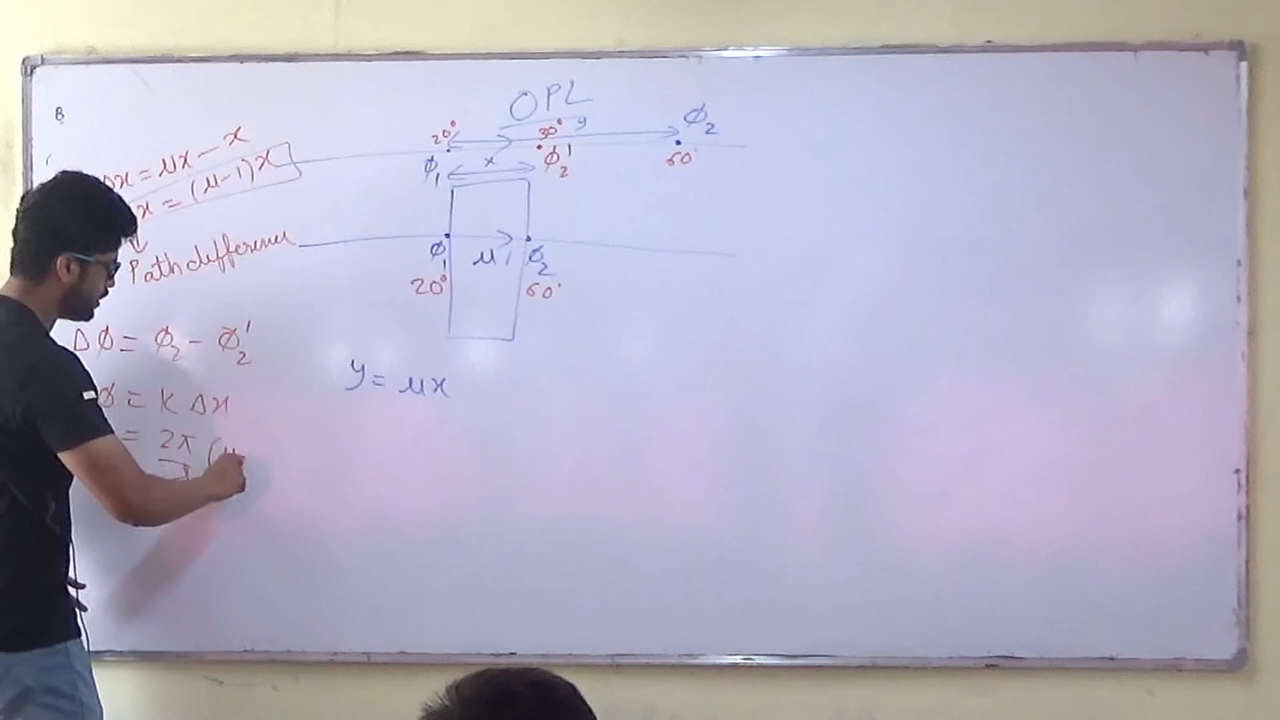 B
OPL
20° 30° y ϕ₂
ϕ₁ x ϕ₂' 60°
Δx = μx − x
x = (μ-1)x
Path difference
ϕ₁ μ ϕ₂
20° 60°
Δϕ = ϕ₂ − ϕ₂'
ϕ = K Δx
y = μx
= 2π (μ